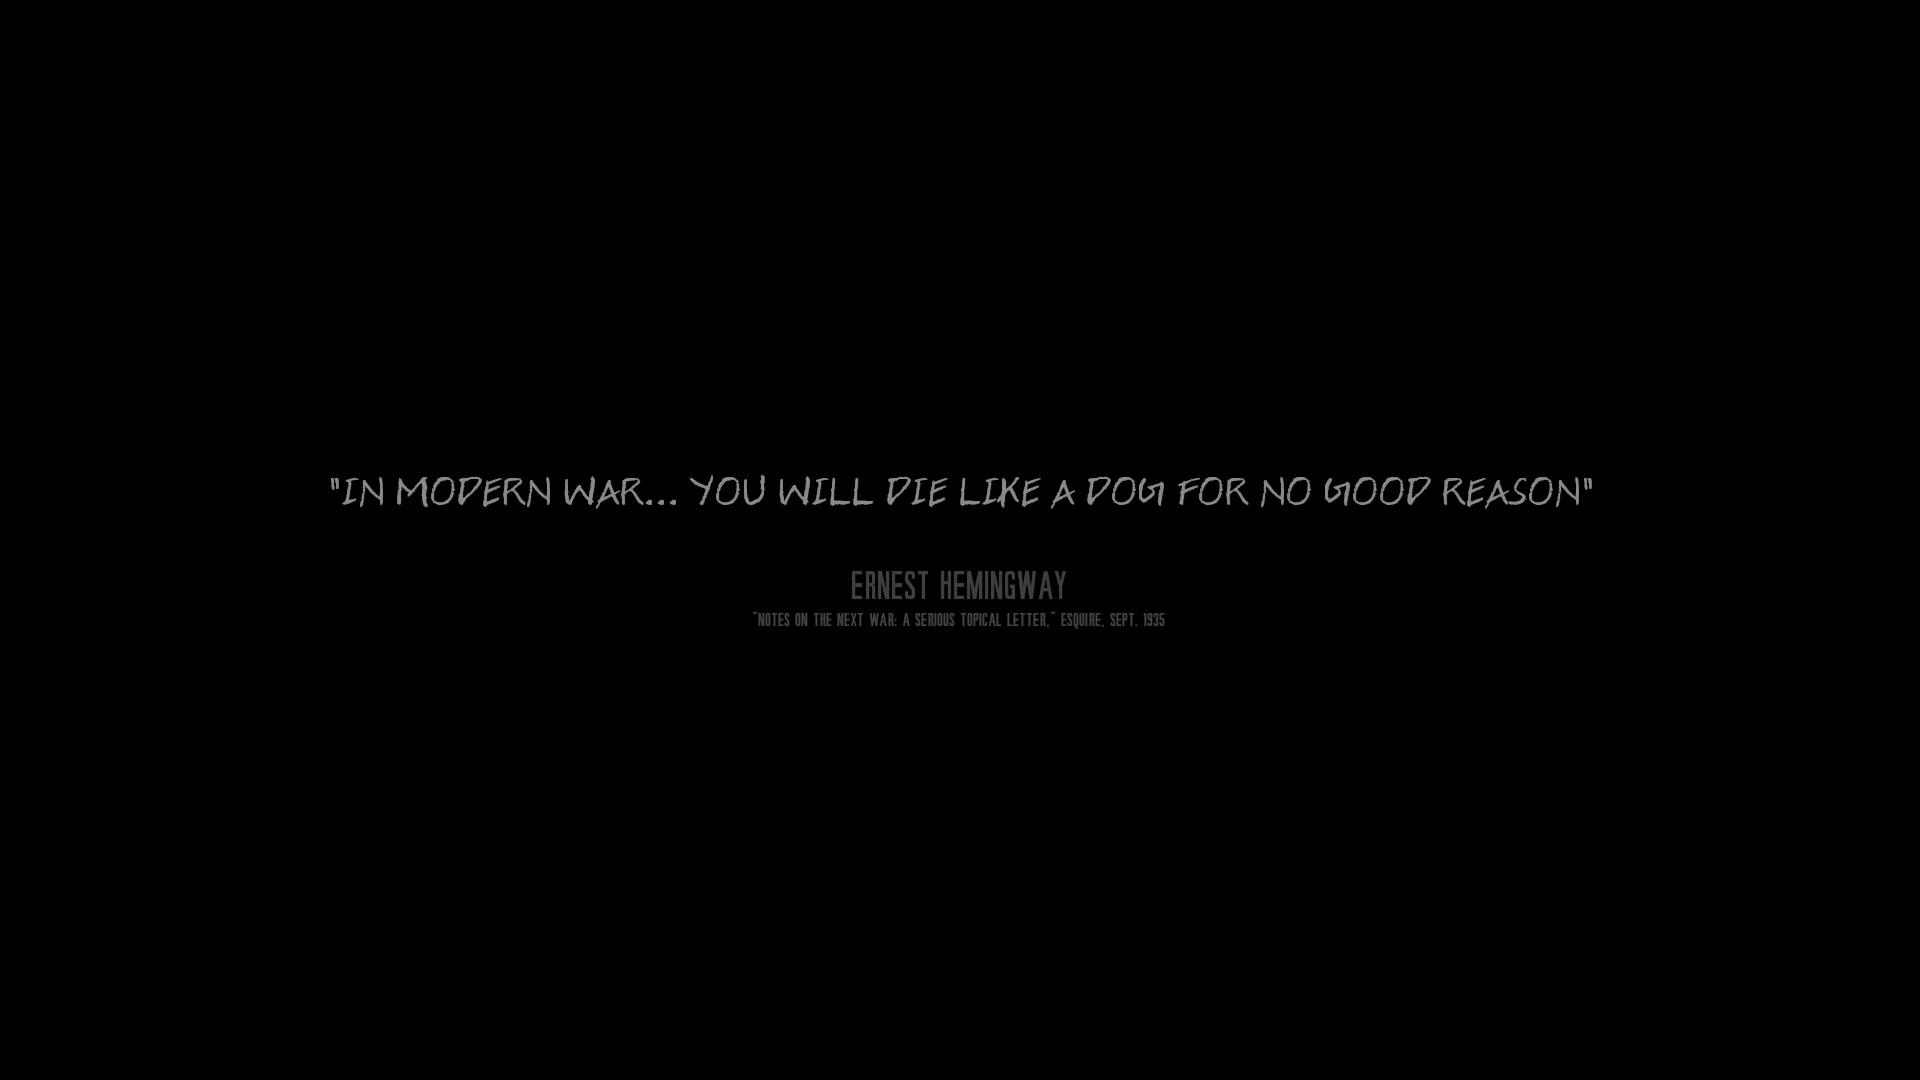 "IN MODERN WAR... YOU WILL DIE LIKE A DOG FOR NO GOOD REASON"
ERNEST HEMINGWAY
"NOTES ON THE NEXT WAR: A SERIOUS TOPICAL LETTER," ESQUIRE, SEPT. 1935